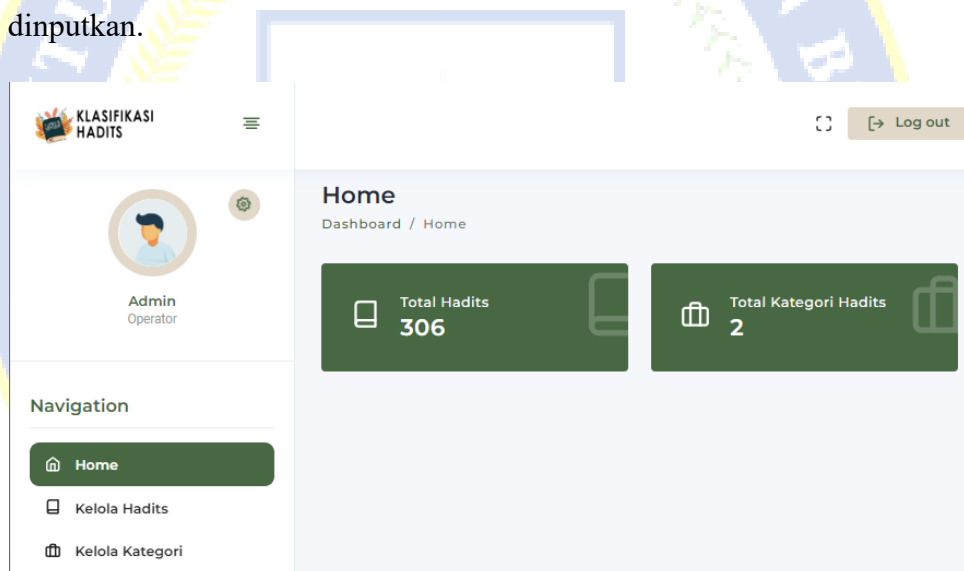 dinputkan.
KLASIFIKASI
HADITS
Log out
Admin
Operator
Navigation
Home
Kelola Hadits
Kelola Kategori
Home
Dashboard / Home
Total Hadits
306
Total Kategori Hadits
2